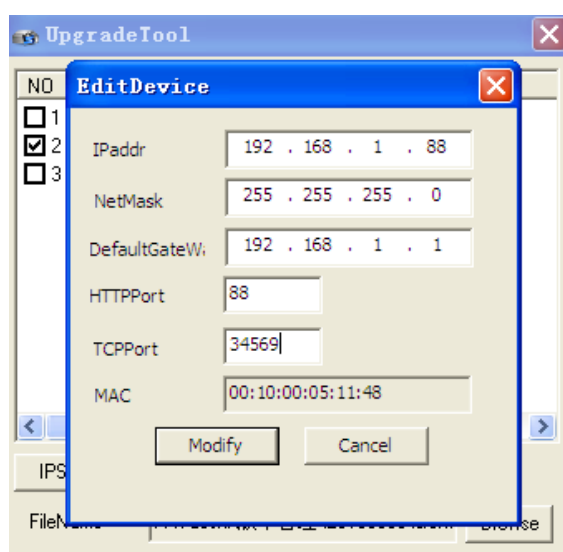 UpgradeTool
NO
EditDevice
1
2
3
IPaddr 192 . 168 . 1 . 88
NetMask 255 . 255 . 255 . 0
DefaultGateWa 192 . 168 . 1 . 1
HTTPPort 88
TCPPort 34569
MAC 00:10:00:05:11:48
Modify Cancel
IPS